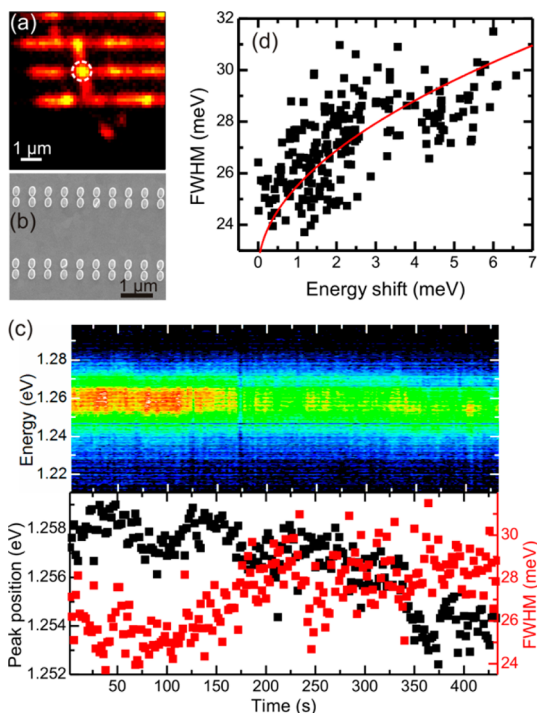 (a)
1 µm
(b)
1 µm
(d)
32
30
28
26
24
FWHM (meV)
0 1 2 3 4 5 6 7
Energy shift (meV)
(c)
1.28
1.26
1.24
1.22
Energy (eV)
1.258
1.256
1.254
1.252
Peak position (eV)
30
28
26
24
FWHM (meV)
50 100 150 200 250 300 350 400
Time (s)